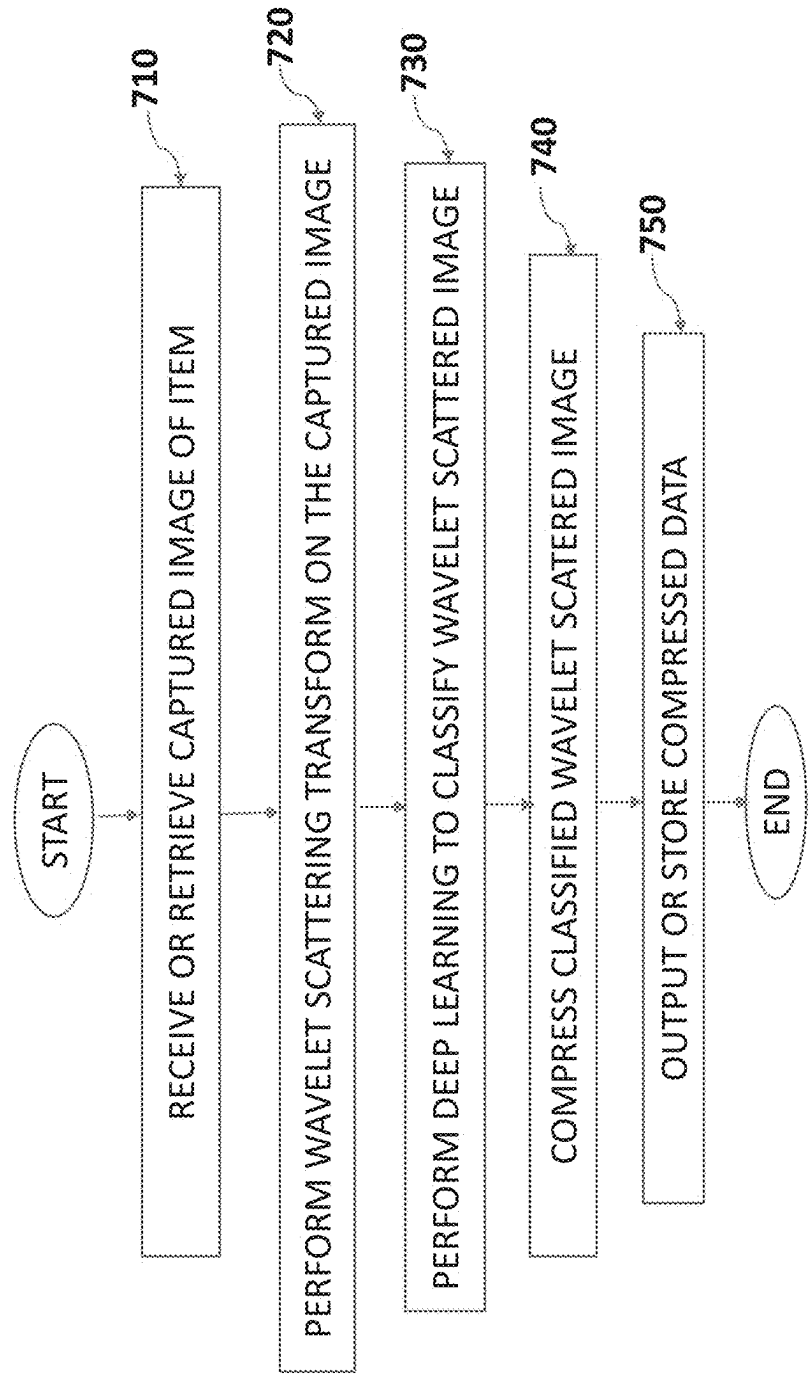 START
RECEIVE OR RETRIEVE CAPTURED IMAGE OF ITEM
710
PERFORM WAVELET SCATTERING TRANSFORM ON THE CAPTURED IMAGE
720
PERFORM DEEP LEARNING TO CLASSIFY WAVELET SCATTERED IMAGE
730
COMPRESS CLASSIFIED WAVELET SCATERED IMAGE
740
OUTPUT OR STORE COMPRESSED DATA
750
END